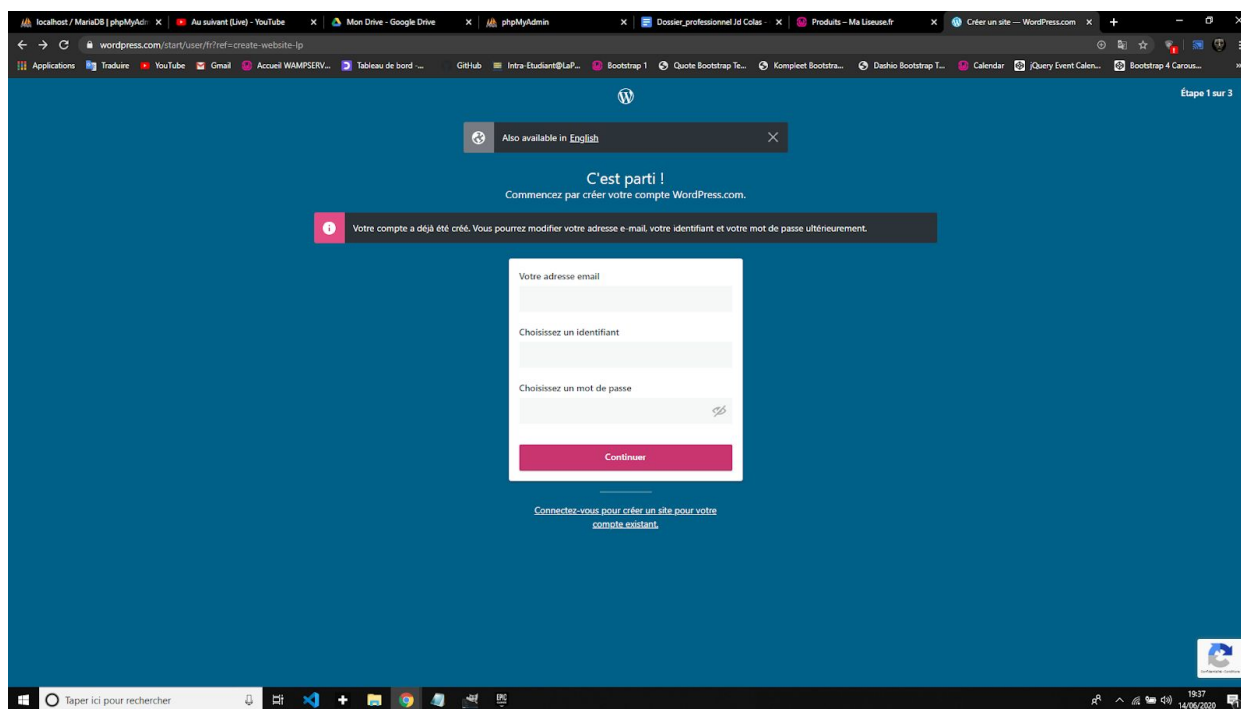 localhost / MariaDB | phpMyAdm
Au suivant (Live) - YouTube
Mon Drive - Google Drive
phpMyAdmin
Dossier_professionnel Jd Colas -
Produits – Ma Liseuse.fr
Créer un site — WordPress.com
wordpress.com/start/user/fr?ref=create-website-lp
Applications
Traduire
YouTube
Gmail
Accueil WAMPSERV...
Tableau de bord -...
GitHub
Intra-Etudiant@LaP...
Bootstrap 1
Quote Bootstrap Te...
Kompleet Bootstra...
Dashio Bootstrap T...
Calendar
jQuery Event Calen...
Bootstrap 4 Carous...
Étape 1 sur 3
Also available in English
C'est parti !
Commencez par créer votre compte WordPress.com.
Votre compte a déjà été créé. Vous pourrez modifier votre adresse e-mail, votre identifiant et votre mot de passe ultérieurement.
Votre adresse email
Choisissez un identifiant
Choisissez un mot de passe
Continuer
Connectez-vous pour créer un site pour votre
compte existant.
Taper ici pour rechercher
EPIC
19:37
14/06/2020